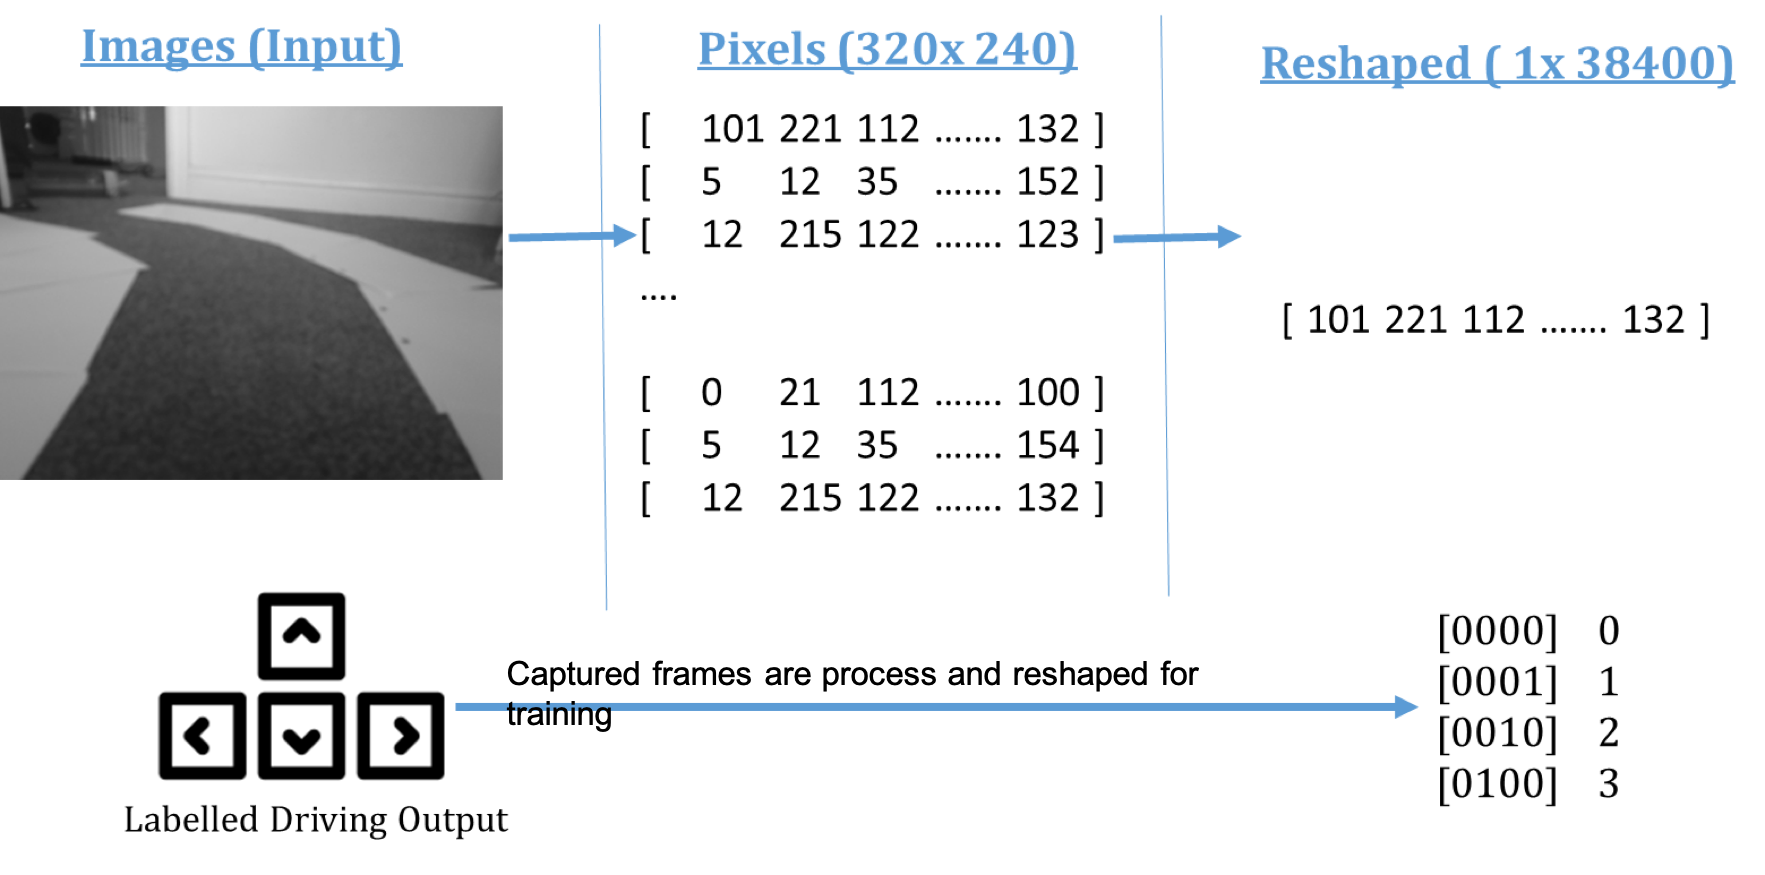 Images (Input)
Pixels (320x 240)
Reshaped ( 1x 38400)
[ 101 221 112 ....... 132 ]
[ 5 12 35 ....... 152 ]
[ 12 215 122 ....... 123 ]
....
[ 0 21 112 ....... 100 ]
[ 5 12 35 ....... 154 ]
[ 12 215 122 ....... 132 ]
[ 101 221 112 ....... 132 ]
Captured frames are process and reshaped for
training
Labelled Driving Output
[0000] 0
[0001] 1
[0010] 2
[0100] 3